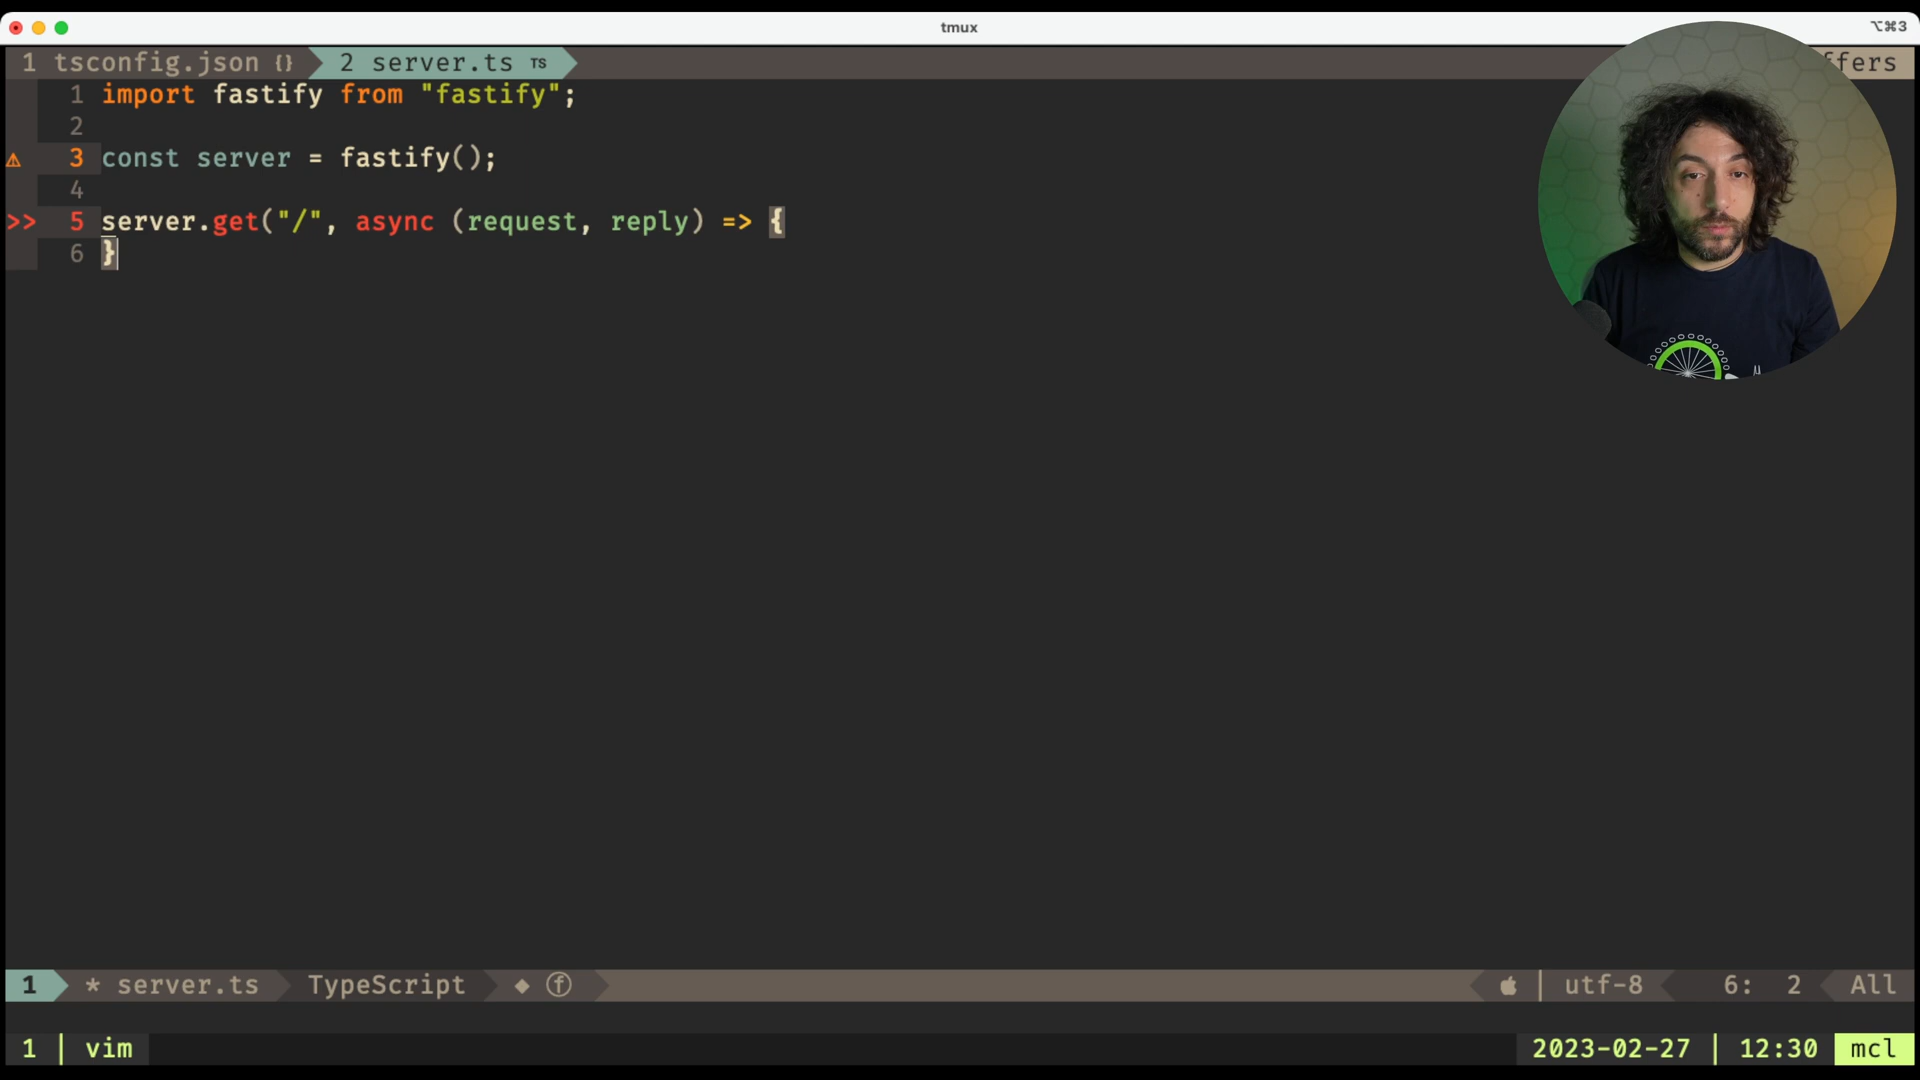 tmux
⌥⌘3
1 tsconfig.json {} 2 server.ts TS ffers
1 import fastify from "fastify";
2
⚠ 3 const server = fastify();
4
>> 5 server.get("/", async (request, reply) => {
6 }
1 * server.ts TypeScript ◆ ⓕ | utf-8 6: 2 All
1 | vim 2023-02-27 | 12:30 mcl